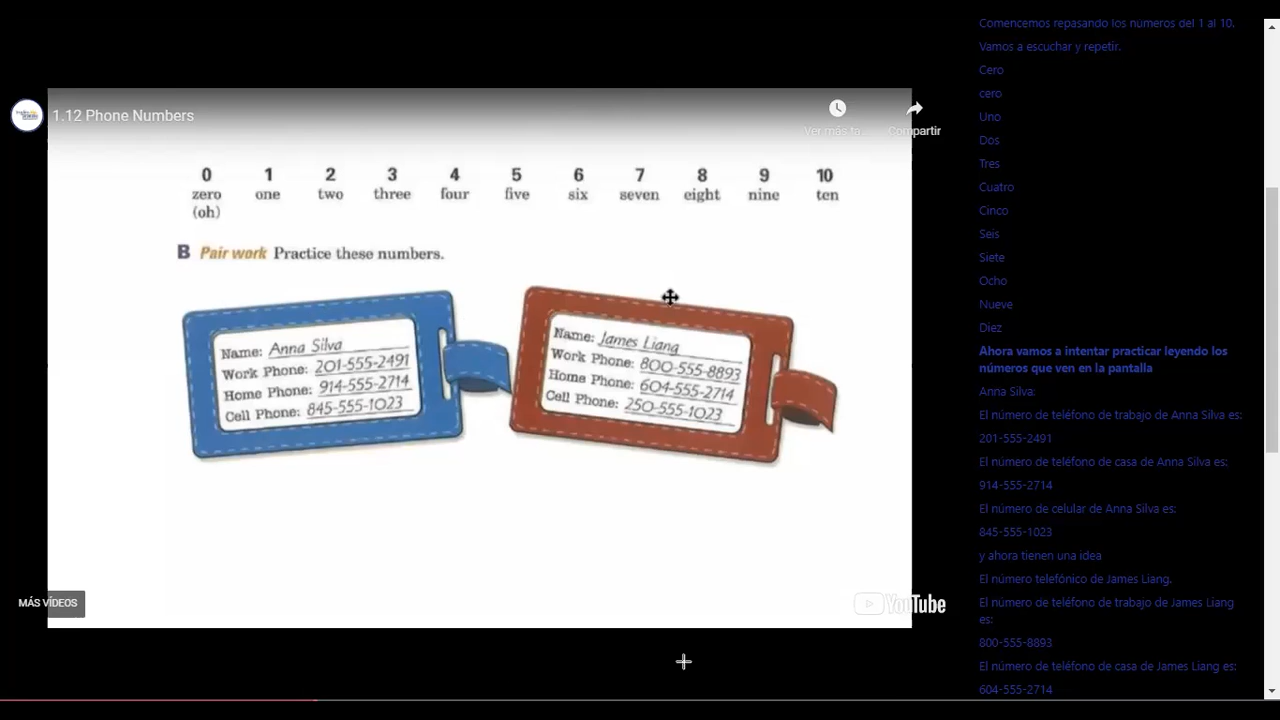 1.12 Phone Numbers
Ver más ta...
Compartir
0 1 2 3 4 5 6 7 8 9 10
zero one two three four five six seven eight nine ten
(oh)
B Pair work Practice these numbers.
Name: Anna Silva
Work Phone: 201-555-2491
Home Phone: 914-555-2714
Cell Phone: 845-555-1023
Name: James Liang
Work Phone: 800-555-8893
Home Phone: 604-555-2714
Cell Phone: 250-555-1023
MÁS VÍDEOS
YouTube
Comencemos repasando los números del 1 al 10.
Vamos a escuchar y repetir.
Cero
cero
Uno
Dos
Tres
Cuatro
Cinco
Seis
Siete
Ocho
Nueve
Diez
Ahora vamos a intentar practicar leyendo los
números que ven en la pantalla
Anna Silva:
El número de teléfono de trabajo de Anna Silva es:
201-555-2491
El número de teléfono de casa de Anna Silva es:
914-555-2714
El número de celular de Anna Silva es:
845-555-1023
y ahora tienen una idea
El número telefónico de James Liang.
El número de teléfono de trabajo de James Liang
es:
800-555-8893
El número de teléfono de casa de James Liang es:
604-555-2714